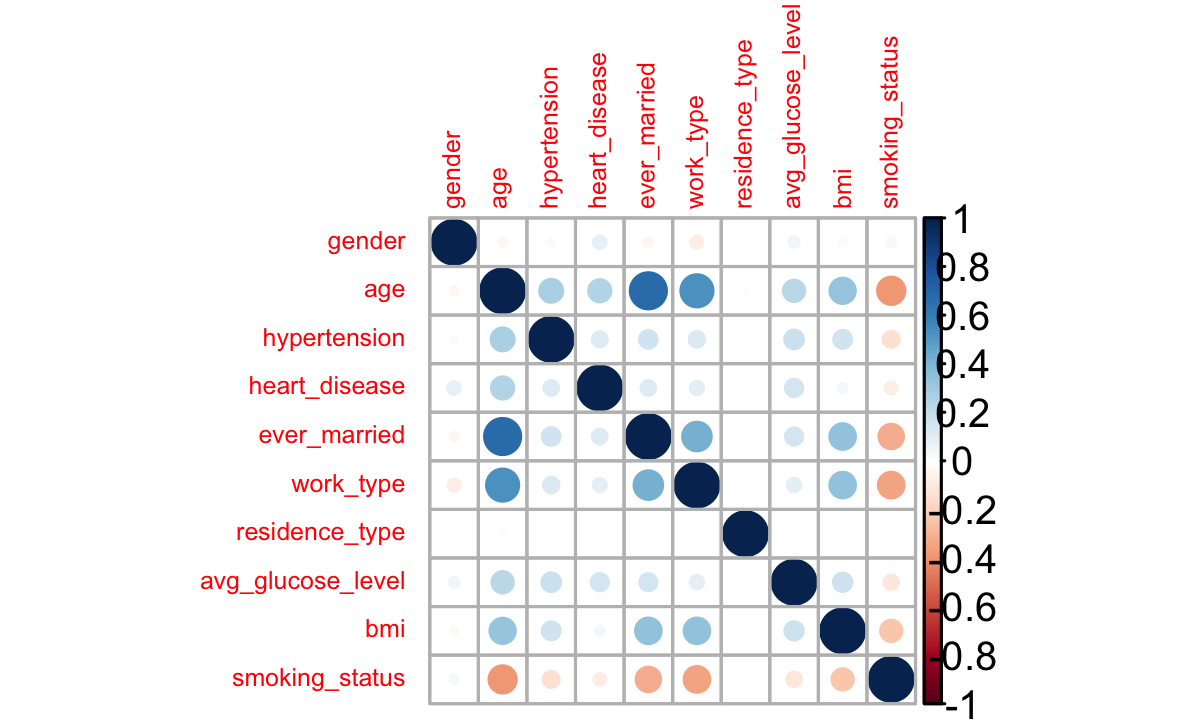 gender
age
hypertension
heart_disease
ever_married
work_type
residence_type
avg_glucose_level
bmi
smoking_status
gender
age
hypertension
heart_disease
ever_married
work_type
residence_type
avg_glucose_level
bmi
smoking_status
1
0.8
0.6
0.4
0.2
0
-0.2
-0.4
-0.6
-0.8
-1